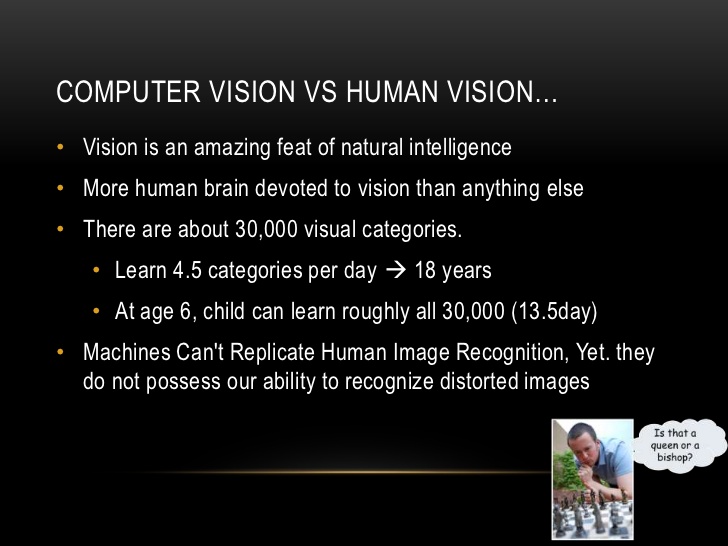 COMPUTER VISION VS HUMAN VISION…
• Vision is an amazing feat of natural intelligence
• More human brain devoted to vision than anything else
• There are about 30,000 visual categories.
• Learn 4.5 categories per day → 18 years
• At age 6, child can learn roughly all 30,000 (13.5day)
• Machines Can't Replicate Human Image Recognition, Yet. they
do not possess our ability to recognize distorted images
Is that a
queen or a
bishop?